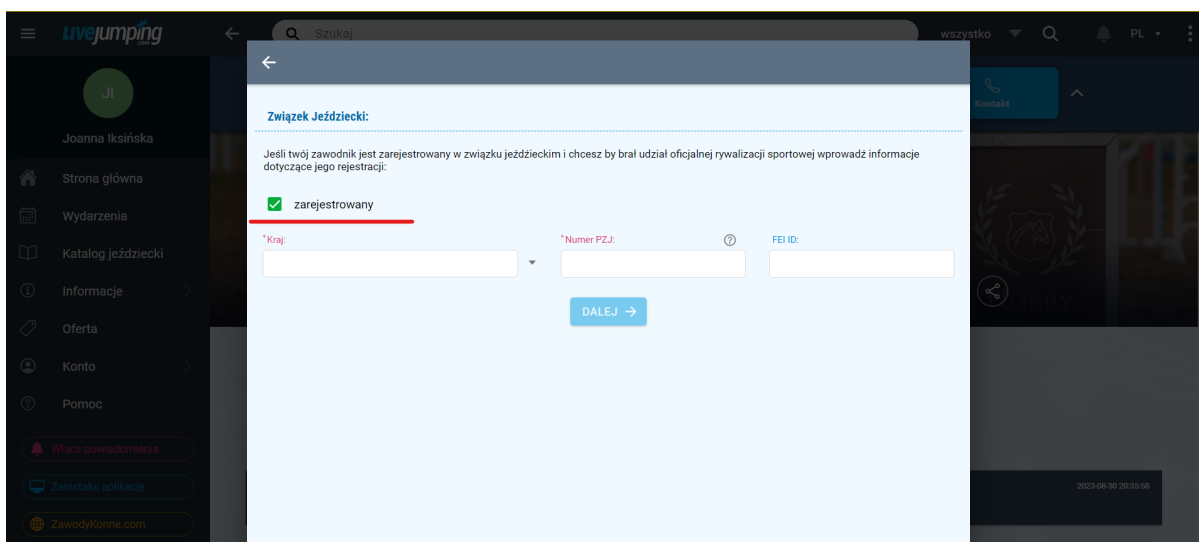 livejumping
.COM
Szukaj
wszystko
PL
JI
Joanna Iksińska
Strona główna
Wydarzenia
Katalog jeździecki
Informacje
Oferta
Konto
Pomoc
Włącz powiadomienia
Zainstaluj aplikację
ZawodyKonne.com
Związek Jeździecki:
Jeśli twój zawodnik jest zarejestrowany w związku jeździeckim i chcesz by brał udział oficjalnej rywalizacji sportowej wprowadź informacje
dotyczące jego rejestracji:
zarejestrowany
*Kraj:
*Numer PZJ:
FEI ID:
DALEJ
Kontakt
2023-08-30 20:35:58